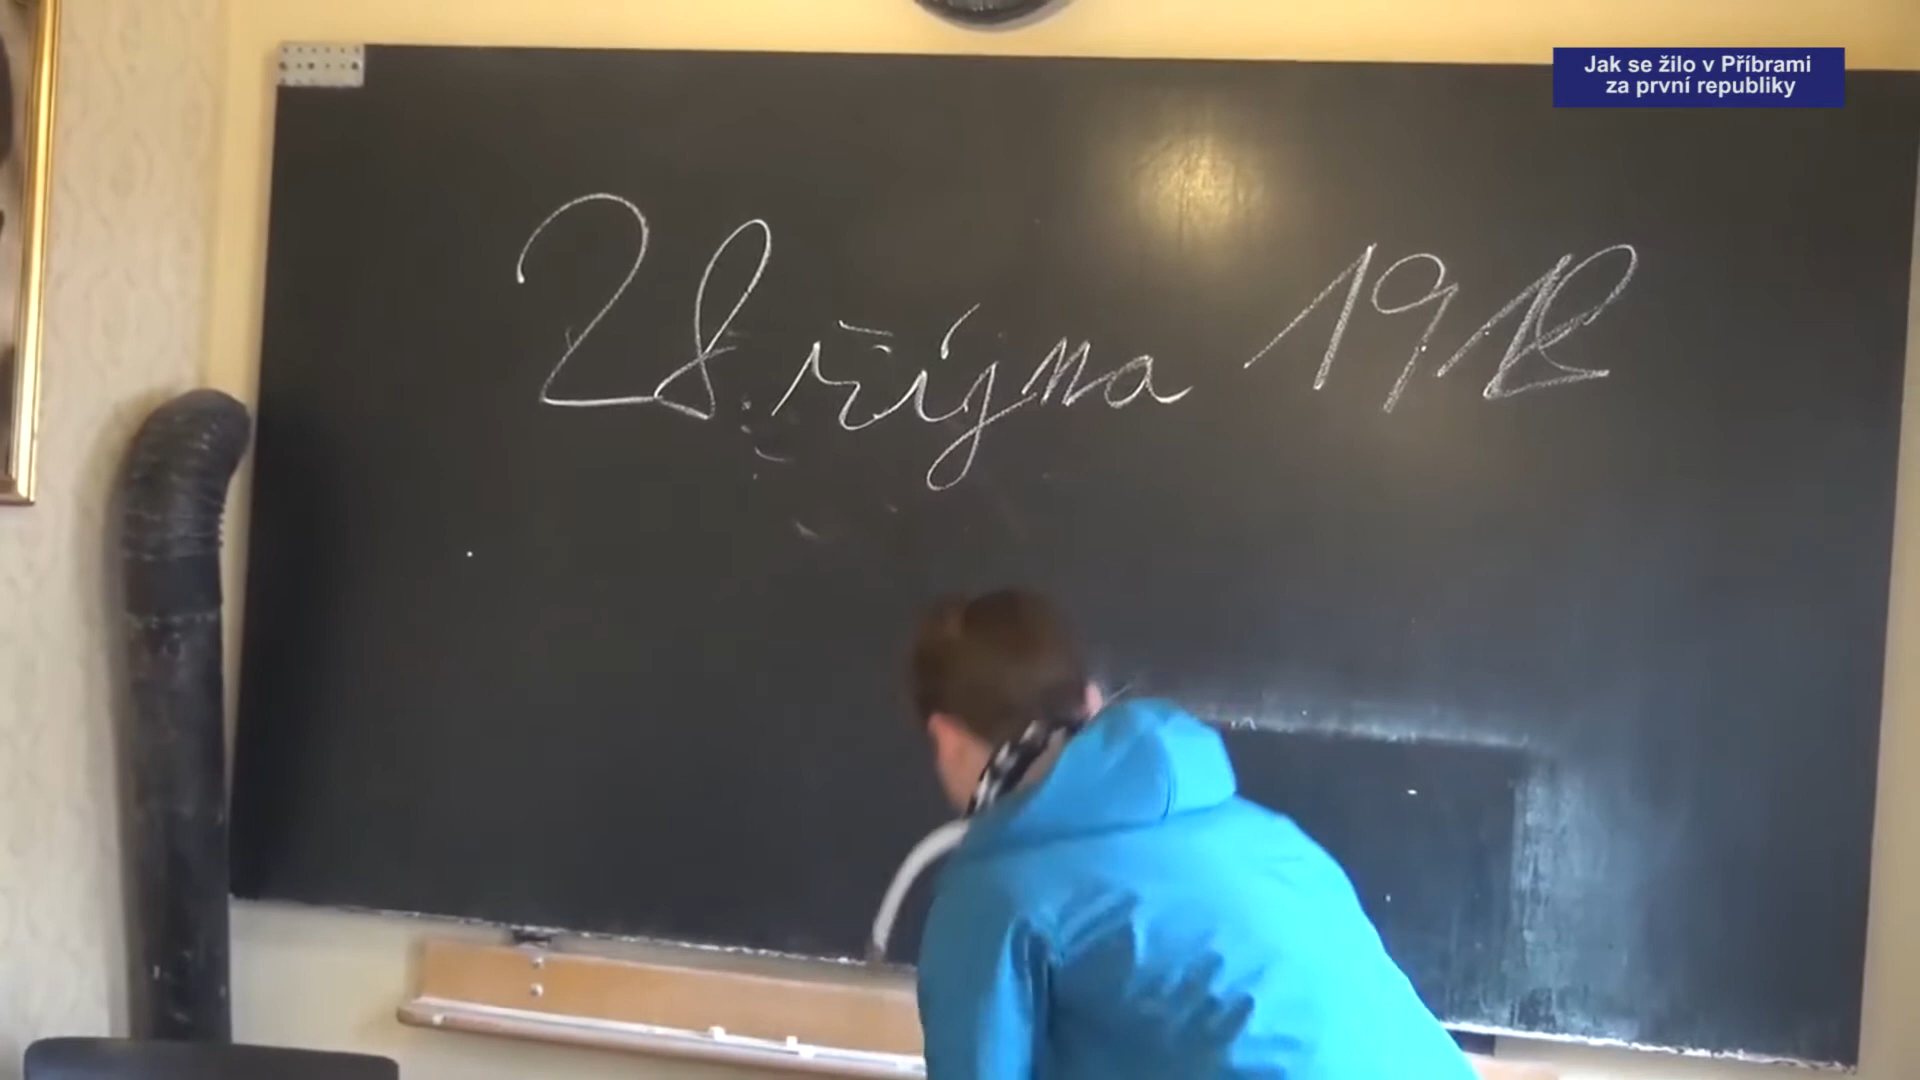 Jak se žilo v Příbrami
za první republiky
28. října 1918